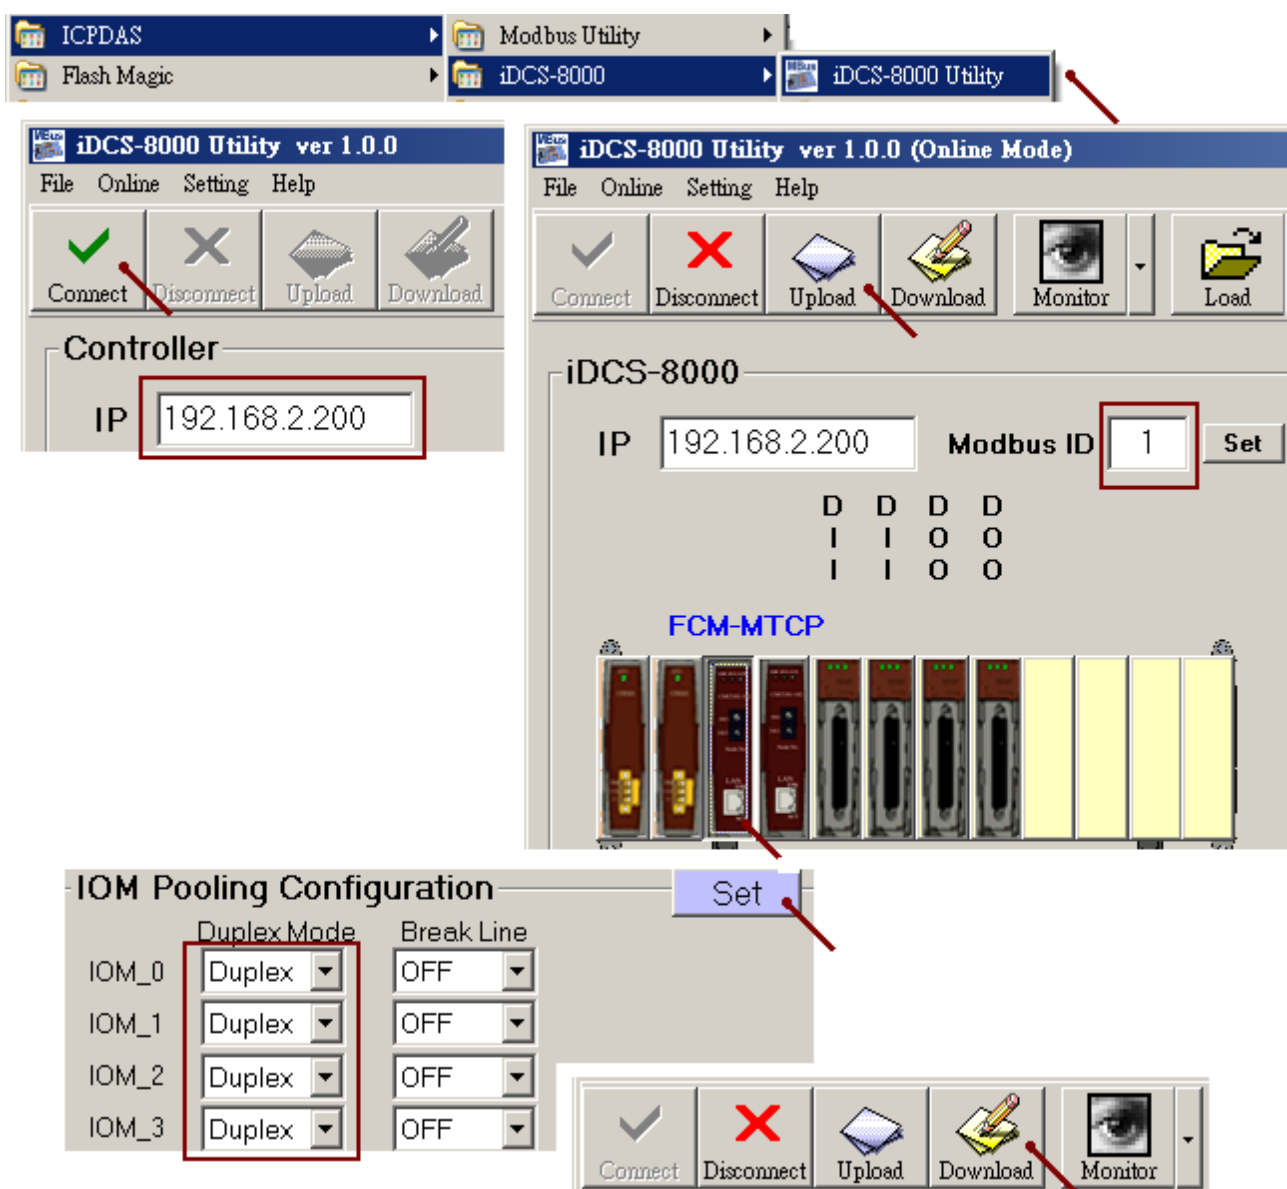 ICPDAS
Modbus Utility
Flash Magic
iDCS-8000
iDCS-8000 Utility
iDCS-8000 Utility ver 1.0.0
File Online Setting Help
Connect Disconnect Upload Download
Controller
IP 192.168.2.200
iDCS-8000 Utility ver 1.0.0 (Online Mode)
File Online Setting Help
Connect Disconnect Upload Download Monitor Load
iDCS-8000
IP 192.168.2.200 Modbus ID 1 Set
D D D D
I I O O
I I O O
FCM-MTCP
IOM Pooling Configuration Set
Duplex Mode Break Line
IOM_0 Duplex OFF
IOM_1 Duplex OFF
IOM_2 Duplex OFF
IOM_3 Duplex OFF
Connect Disconnect Upload Download Monitor